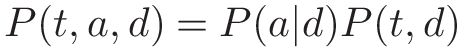 P(t, a, d) = P(a|d)P(t, d)